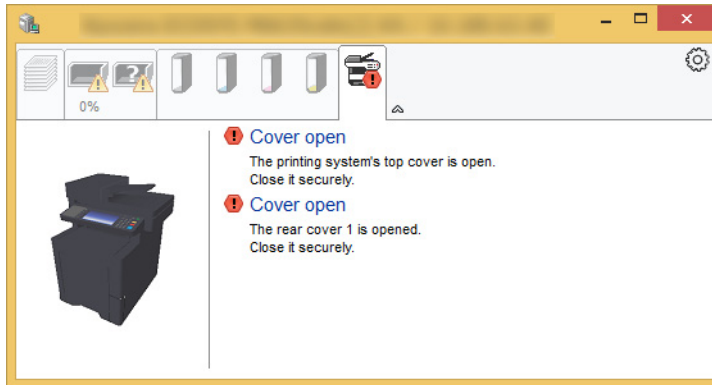 0%
?
Cover open
The printing system's top cover is open.
Close it securely.
Cover open
The rear cover 1 is opened.
Close it securely.